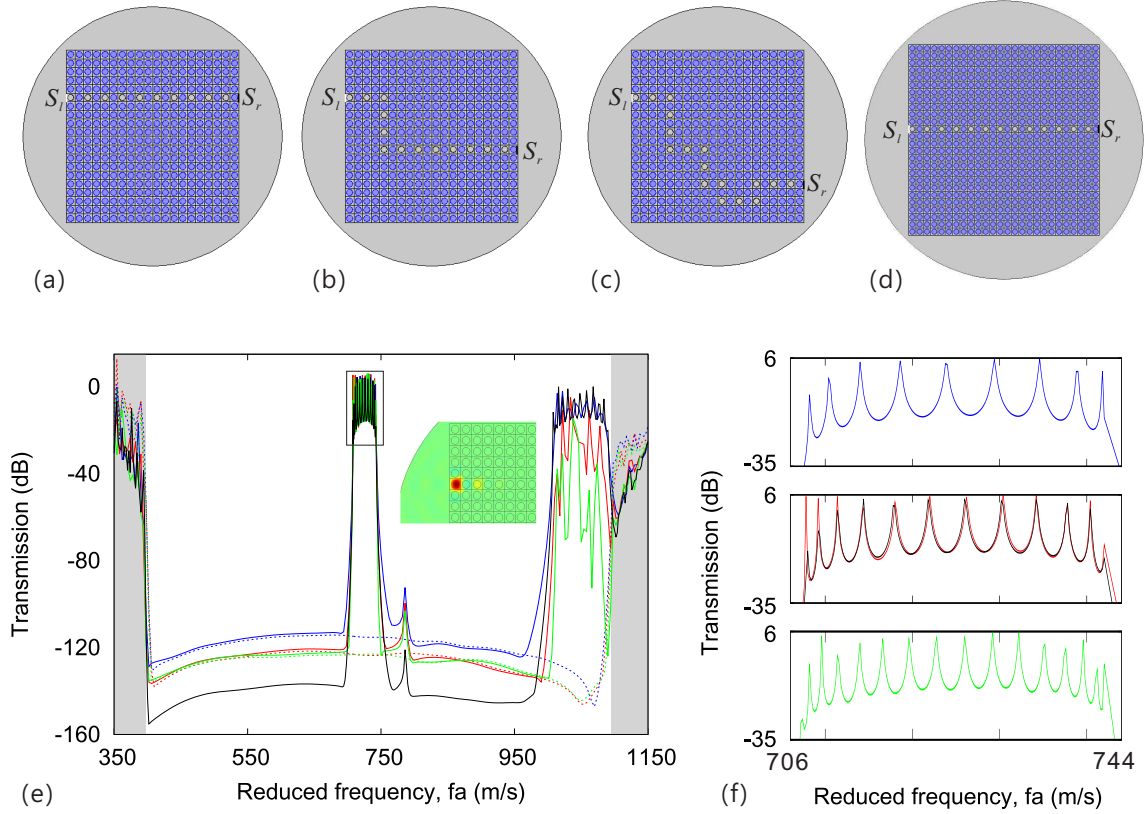 S_l S_r
S_l S_r
S_l S_r
S_l S_r
(a) (b) (c) (d)
0
-40
-80
-120
-160
Transmission (dB)
350 550 750 950 1150
Reduced frequency, fa (m/s)
(e)
6
-35
6
-35
6
-35
Transmission (dB)
706 744
Reduced frequency, fa (m/s)
(f)